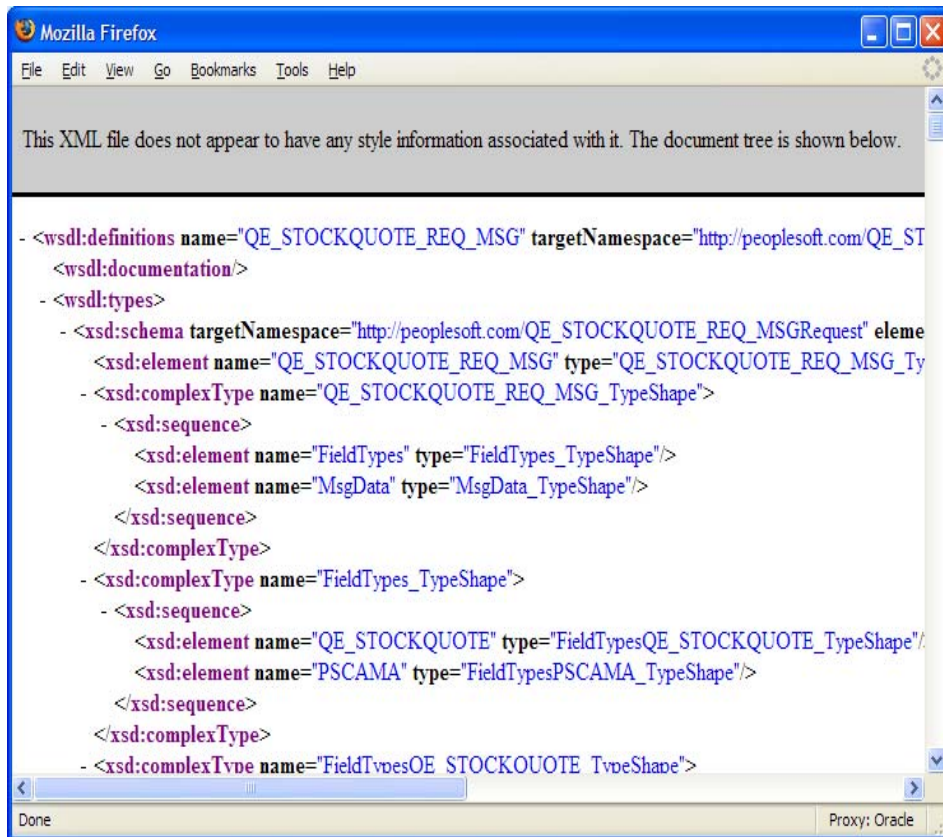 Mozilla Firefox
File Edit View Go Bookmarks Tools Help
This XML file does not appear to have any style information associated with it. The document tree is shown below.
- <wsdl:definitions name="QE_STOCKQUOTE_REQ_MSG" targetNamespace="http://peoplesoft.com/QE_ST
<wsdl:documentation/>
- <wsdl:types>
- <xsd:schema targetNamespace="http://peoplesoft.com/QE_STOCKQUOTE_REQ_MSGRequest" eleme
<xsd:element name="QE_STOCKQUOTE_REQ_MSG" type="QE_STOCKQUOTE_REQ_MSG_Ty
- <xsd:complexType name="QE_STOCKQUOTE_REQ_MSG_TypeShape">
- <xsd:sequence>
<xsd:element name="FieldTypes" type="FieldTypes_TypeShape"/>
<xsd:element name="MsgData" type="MsgData_TypeShape"/>
</xsd:sequence>
</xsd:complexType>
- <xsd:complexType name="FieldTypes_TypeShape">
- <xsd:sequence>
<xsd:element name="QE_STOCKQUOTE" type="FieldTypesQE_STOCKQUOTE_TypeShape"/
<xsd:element name="PSCAMA" type="FieldTypesPSCAMA_TypeShape"/>
</xsd:sequence>
</xsd:complexType>
- <xsd:complexType name="FieldTypesQE_STOCKQUOTE_TypeShape">
Done Proxy: Oracle